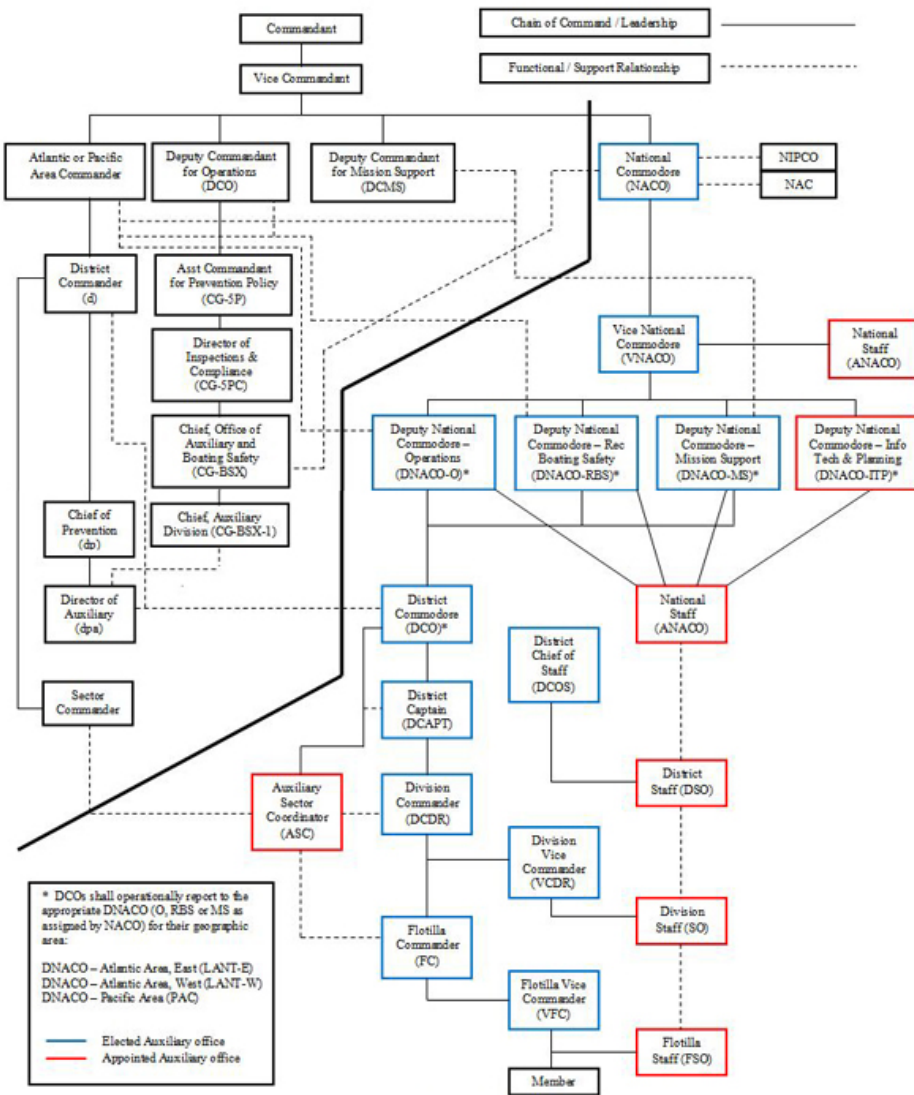 Commandant
Chain of Command / Leadership
Vice Commandant
Functional / Support Relationship
Atlantic or Pacific
Area Commander
Deputy Commandant
for Operations
(DCO)
Deputy Commandant
for Mission Support
(DCMS)
National
Commodore
(NACO)
NIPCO
NAC
District
Commander
(d)
Asst Commandant
for Prevention Policy
(CG-5P)
Director of
Inspections &
Compliance
(CG-5PC)
Vice National
Commodore
(VNACO)
National
Staff
(ANACO)
Chief, Office of
Auxiliary and
Boating Safety
(CG-BSX)
Deputy National
Commodore –
Operations
(DNACO-O)*
Deputy National
Commodore – Rec
Boating Safety
(DNACO-RBS)*
Deputy National
Commodore –
Mission Support
(DNACO-MS)*
Deputy National
Commodore – Info
Tech & Planning
(DNACO-ITP)*
Chief of
Prevention
(dp)
Chief, Auxiliary
Division (CG-BSX-1)
Director of
Auxiliary
(dpa)
District
Commodore
(DCO)*
National
Staff
(ANACO)
District
Chief of
Staff
(DCOS)
Sector
Commander
District
Captain
(DCAPT)
Auxiliary
Sector
Coordinator
(ASC)
Division
Commander
(DCDR)
District
Staff (DSO)
Division
Vice
Commander
(VCDR)
Division
Staff (SO)
Flotilla
Commander
(FC)
Flotilla Vice
Commander
(VFC)
Flotilla
Staff (FSO)
Member
* DCOs shall operationally report to the
appropriate DNACO (O, RBS or MS as
assigned by NACO) for their geographic
area:
DNACO – Atlantic Area, East (LANT-E)
DNACO – Atlantic Area, West (LANT-W)
DNACO – Pacific Area (PAC)
Elected Auxiliary office
Appointed Auxiliary office